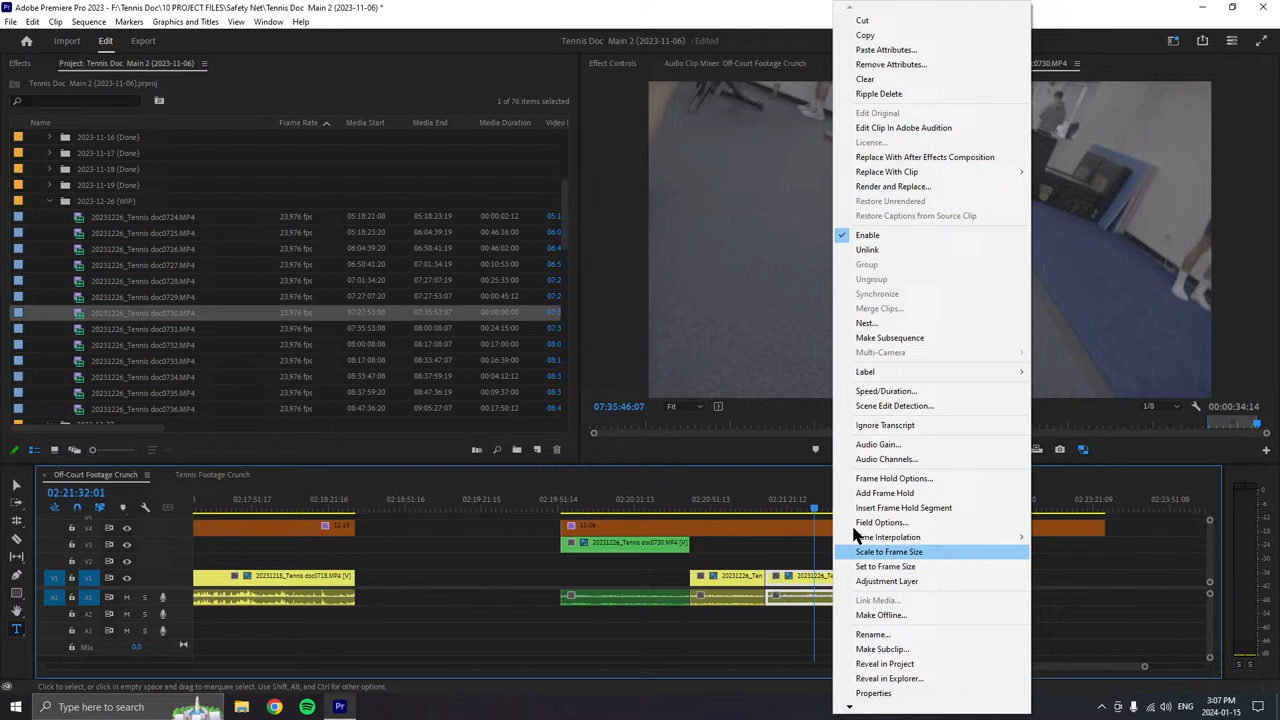 Adobe Premiere Pro 2023 - F:\Tennis Doc\10 PROJECT FILES\Safety Net\Tennis Doc  Main 2 (2023-11-06) *
File Edit Clip Sequence Markers Graphics and Titles View Window Help
Import Edit Export
Tennis Doc  Main 2 (2023-11-06) - Edited
Effects Project: Tennis Doc  Main 2 (2023-11-06)
Effect Controls Audio Clip Mixer: Off-Court Footage Crunch
0730.MP4
Tennis Doc  Main 2 (2023-11-06).prproj
1 of 76 items selected
Name Frame Rate Media Start Media End Media Duration Video I
2023-11-16 (Done)
2023-11-17 (Done)
2023-11-18 (Done)
2023-11-19 (Done)
2023-12-26 (WIP)
20231226_Tennis doc0724.MP4 23.976 fps 05:18:21:08 05:18:23:19 00:00:02:12 05:1
20231226_Tennis doc0725.MP4 23.976 fps 05:18:23:20 06:04:39:19 00:46:16:00 05:1
20231226_Tennis doc0726.MP4 23.976 fps 06:04:39:20 06:50:41:19 00:46:02:00 06:0
20231226_Tennis doc0727.MP4 23.976 fps 06:50:41:20 07:01:34:19 00:10:53:00 06:5
20231226_Tennis doc0728.MP4 23.976 fps 07:01:34:20 07:27:07:19 00:25:33:00 07:0
20231226_Tennis doc0729.MP4 23.976 fps 07:27:07:20 07:27:53:07 00:00:45:12 07:2
20231226_Tennis doc0730.MP4 23.976 fps 07:27:53:08 07:35:53:07 00:08:00:00 07:2
20231226_Tennis doc0731.MP4 23.976 fps 07:35:53:08 08:00:08:07 00:24:15:00 07:3
20231226_Tennis doc0732.MP4 23.976 fps 08:00:08:08 08:17:08:07 00:17:00:00 08:0
20231226_Tennis doc0733.MP4 23.976 fps 08:17:08:08 08:33:47:07 00:16:39:00 08:1
20231226_Tennis doc0734.MP4 23.976 fps 08:33:47:08 08:37:59:19 00:04:12:12 08:3
20231226_Tennis doc0735.MP4 23.976 fps 08:37:59:20 08:47:36:19 00:09:37:00 08:3
20231226_Tennis doc0736.MP4 23.976 fps 08:47:36:20 09:05:27:07 00:17:50:12 08:4
07:35:46:07 Fit 1/8 00:00:34:14
Cut
Copy
Paste Attributes...
Remove Attributes...
Clear
Ripple Delete
Edit Original
Edit Clip In Adobe Audition
License...
Replace With After Effects Composition
Replace With Clip
Render and Replace...
Restore Unrendered
Restore Captions from Source Clip
Enable
Unlink
Group
Ungroup
Synchronize
Merge Clips...
Nest...
Make Subsequence
Multi-Camera
Label
Speed/Duration...
Scene Edit Detection...
Ignore Transcript
Audio Gain...
Audio Channels...
Frame Hold Options...
Add Frame Hold
Insert Frame Hold Segment
Field Options...
me Interpolation
Scale to Frame Size
Set to Frame Size
Adjustment Layer
Link Media...
Make Offline...
Rename...
Make Subclip...
Reveal in Project
Reveal in Explorer...
Properties
Off-Court Footage Crunch Tennis Footage Crunch
02:21:32:01
02:17:51:17 02:18:21:16 02:18:51:16 02:19:21:15 02:19:51:14 02:20:21:13 02:20:51:13 02:21:21:12 02:23:21:09 02:23:51:08
11-19 11-26
V3 20231226_Tennis doc0730.MP4 [V]
V2
V1 V1 20231218_Tennis doc0718.MP4 [V] 20231226_Ten 20231226_Te
A1 A1 M S
A2 M S
A3 M S
Mix 0.0
S S
Click to select, or click in empty space and drag to marquee select. Use Shift, Alt, and Ctrl for other options.
Type here to search
3:07 PM
2024-01-15